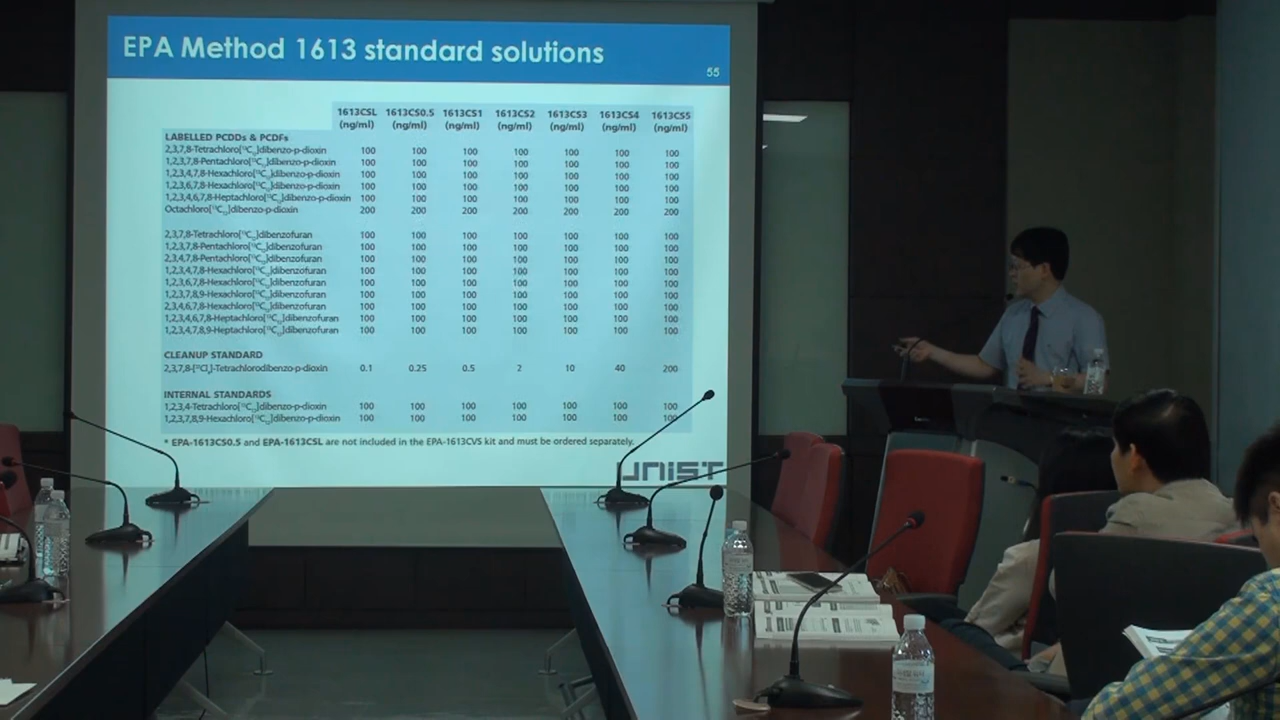 EPA Method 1613 standard solutions
55
1613CSL 1613CS0.5 1613CS1 1613CS2 1613CS3 1613CS4 1613CS5
(ng/ml) (ng/ml) (ng/ml) (ng/ml) (ng/ml) (ng/ml) (ng/ml)
LABELLED PCDDs & PCDFs
2,3,7,8-Tetrachloro[¹³C₁₂]dibenzo-p-dioxin 100 100 100 100 100 100 100
1,2,3,7,8-Pentachloro[¹³C₁₂]dibenzo-p-dioxin 100 100 100 100 100 100 100
1,2,3,4,7,8-Hexachloro[¹³C₁₂]dibenzo-p-dioxin 100 100 100 100 100 100 100
1,2,3,6,7,8-Hexachloro[¹³C₁₂]dibenzo-p-dioxin 100 100 100 100 100 100 100
1,2,3,4,6,7,8-Heptachloro[¹³C₁₂]dibenzo-p-dioxin 100 100 100 100 100 100 100
Octachloro[¹³C₁₂]dibenzo-p-dioxin 200 200 200 200 200 200 200
2,3,7,8-Tetrachloro[¹³C₁₂]dibenzofuran 100 100 100 100 100 100 100
1,2,3,7,8-Pentachloro[¹³C₁₂]dibenzofuran 100 100 100 100 100 100 100
2,3,4,7,8-Pentachloro[¹³C₁₂]dibenzofuran 100 100 100 100 100 100 100
1,2,3,4,7,8-Hexachloro[¹³C₁₂]dibenzofuran 100 100 100 100 100 100 100
1,2,3,6,7,8-Hexachloro[¹³C₁₂]dibenzofuran 100 100 100 100 100 100 100
1,2,3,7,8,9-Hexachloro[¹³C₁₂]dibenzofuran 100 100 100 100 100 100 100
2,3,4,6,7,8-Hexachloro[¹³C₁₂]dibenzofuran 100 100 100 100 100 100 100
1,2,3,4,6,7,8-Heptachloro[¹³C₁₂]dibenzofuran 100 100 100 100 100 100 100
1,2,3,4,7,8,9-Heptachloro[¹³C₁₂]dibenzofuran 100 100 100 100 100 100 100
CLEANUP STANDARD
2,3,7,8-[³⁷Cl₄]-Tetrachlorodibenzo-p-dioxin 0.1 0.25 0.5 2 10 40 200
INTERNAL STANDARDS
1,2,3,4-Tetrachloro[¹³C₁₂]dibenzo-p-dioxin 100 100 100 100 100 100 100
1,2,3,7,8,9-Hexachloro[¹³C₁₂]dibenzo-p-dioxin 100 100 100 100 100 100 100
* EPA-1613CS0.5 and EPA-1613CSL are not included in the EPA-1613CVS kit and must be ordered separately.
UNIST